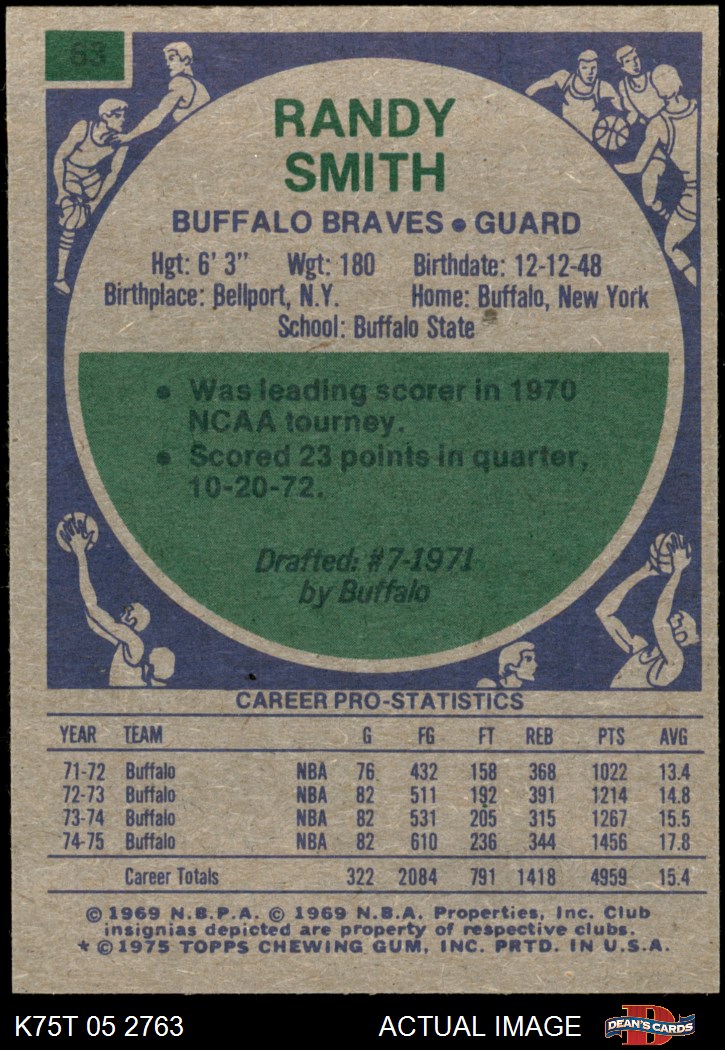 63
RANDY
SMITH
BUFFALO BRAVES • GUARD
Hgt: 6' 3" Wgt: 180 Birthdate: 12-12-48
Birthplace: Bellport, N.Y. Home: Buffalo, New York
School: Buffalo State
• Was leading scorer in 1970
NCAA tourney.
• Scored 23 points in quarter,
10-20-72.
Drafted: #7-1971
by Buffalo
CAREER PRO-STATISTICS
YEAR TEAM G FG FT REB PTS AVG
71-72 Buffalo NBA 76 432 158 368 1022 13.4
72-73 Buffalo NBA 82 511 192 391 1214 14.8
73-74 Buffalo NBA 82 531 205 315 1267 15.5
74-75 Buffalo NBA 82 610 236 344 1456 17.8
Career Totals 322 2084 791 1418 4959 15.4
© 1969 N.B.P.A. © 1969 N.B.A. Properties, Inc. Club
insignias depicted are property of respective clubs.
* © 1975 TOPPS CHEWING GUM, INC. PRTD. IN U.S.A.
K75T 05 2763 ACTUAL IMAGE D DEAN'S CARDS